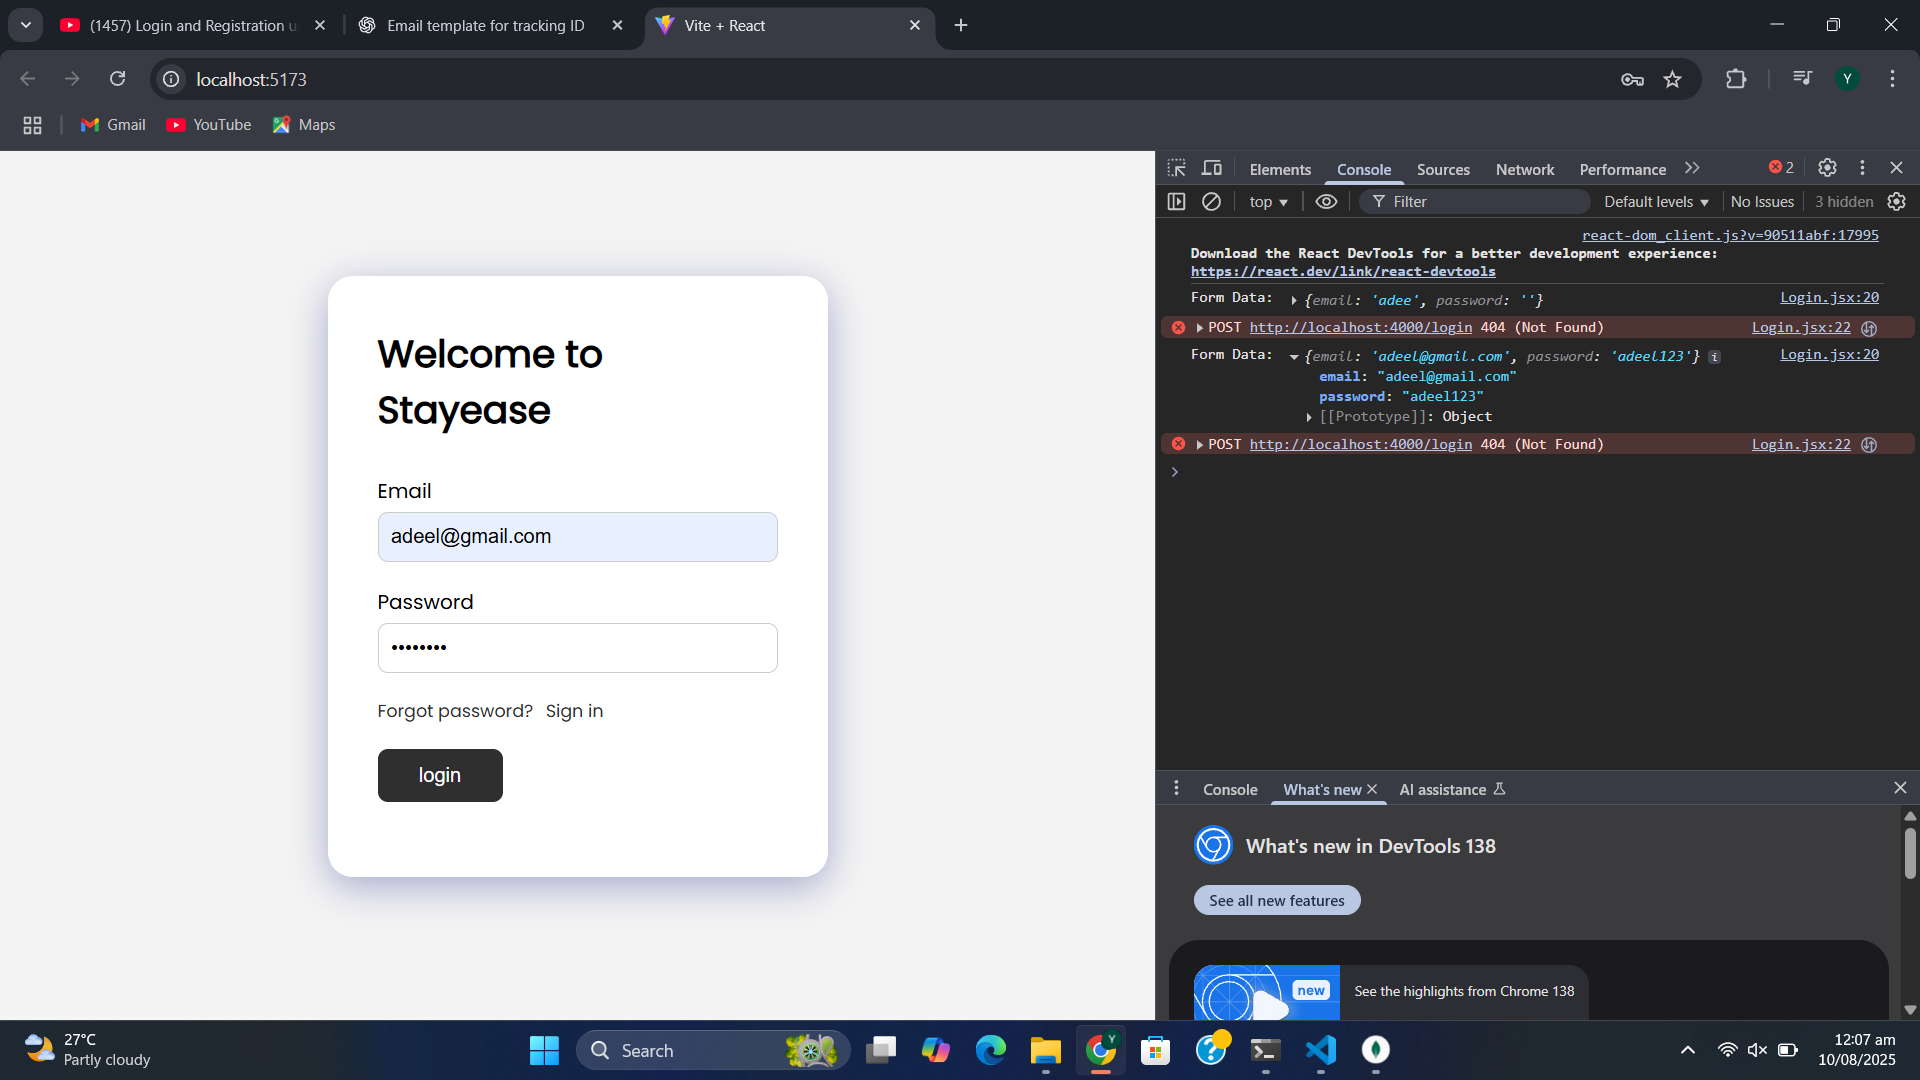 (1457) Login and Registration u
Email template for tracking ID
Vite + React
localhost:5173
Y
Gmail
YouTube
Maps
Welcome to
Stayease
Email
adeel@gmail.com
Password
••••••••
Forgot password? Sign in
login
Elements Console Sources Network Performance 2
top Filter Default levels No Issues 3 hidden
react-dom_client.js?v=90511abf:17995
Download the React DevTools for a better development experience:
https://react.dev/link/react-devtools
Form Data: {email: 'adee', password: ''} Login.jsx:20
POST http://localhost:4000/login 404 (Not Found) Login.jsx:22
Form Data: {email: 'adeel@gmail.com', password: 'adeel123'} i Login.jsx:20
email: "adeel@gmail.com"
password: "adeel123"
[[Prototype]]: Object
POST http://localhost:4000/login 404 (Not Found) Login.jsx:22
Console What's new AI assistance
What's new in DevTools 138
See all new features
new
See the highlights from Chrome 138
27°C
Partly cloudy
Search
Y
12:07 am
10/08/2025